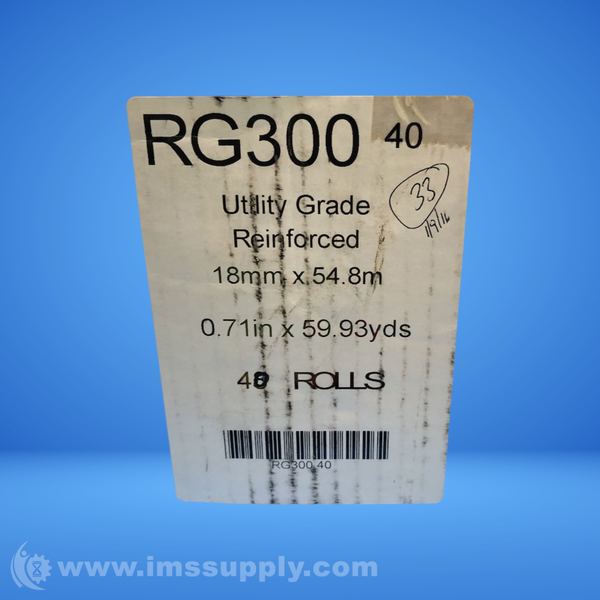 RG300 40
33
1/9/16
Utility Grade
Reinforced
18mm x 54.8m
0.71in x 59.93yds
ROLLS
RG300 40
www.imssupply.com